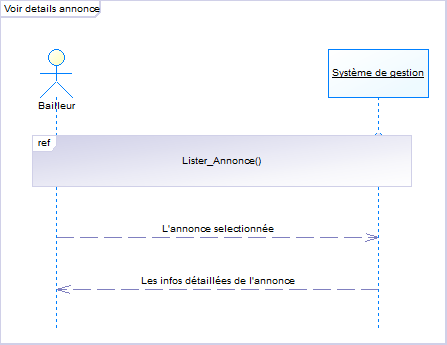 Voir details annonce
Bailleur
Système de gestion
ref
Lister_Annonce()
L'annonce selectionnée
Les infos détaillées de l'annonce